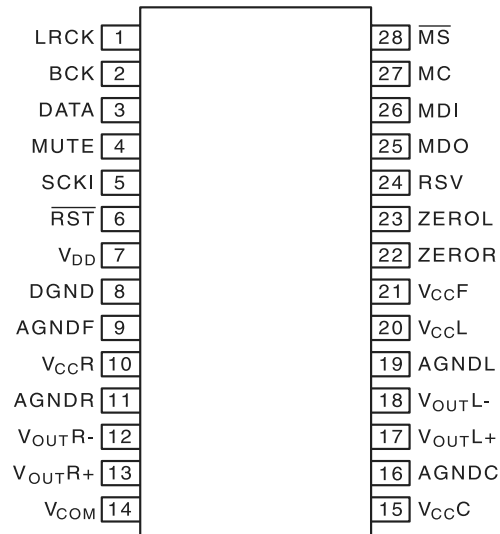 LRCK 1 28 M̅S̅
BCK 2 27 MC
DATA 3 26 MDI
MUTE 4 25 MDO
SCKI 5 24 RSV
R̅S̅T̅ 6 23 ZEROL
VDD 7 22 ZEROR
DGND 8 21 VCCF
AGNDF 9 20 VCCL
VCCR 10 19 AGNDL
AGNDR 11 18 VOUTL-
VOUTR- 12 17 VOUTL+
VOUTR+ 13 16 AGNDC
VCOM 14 15 VCCC